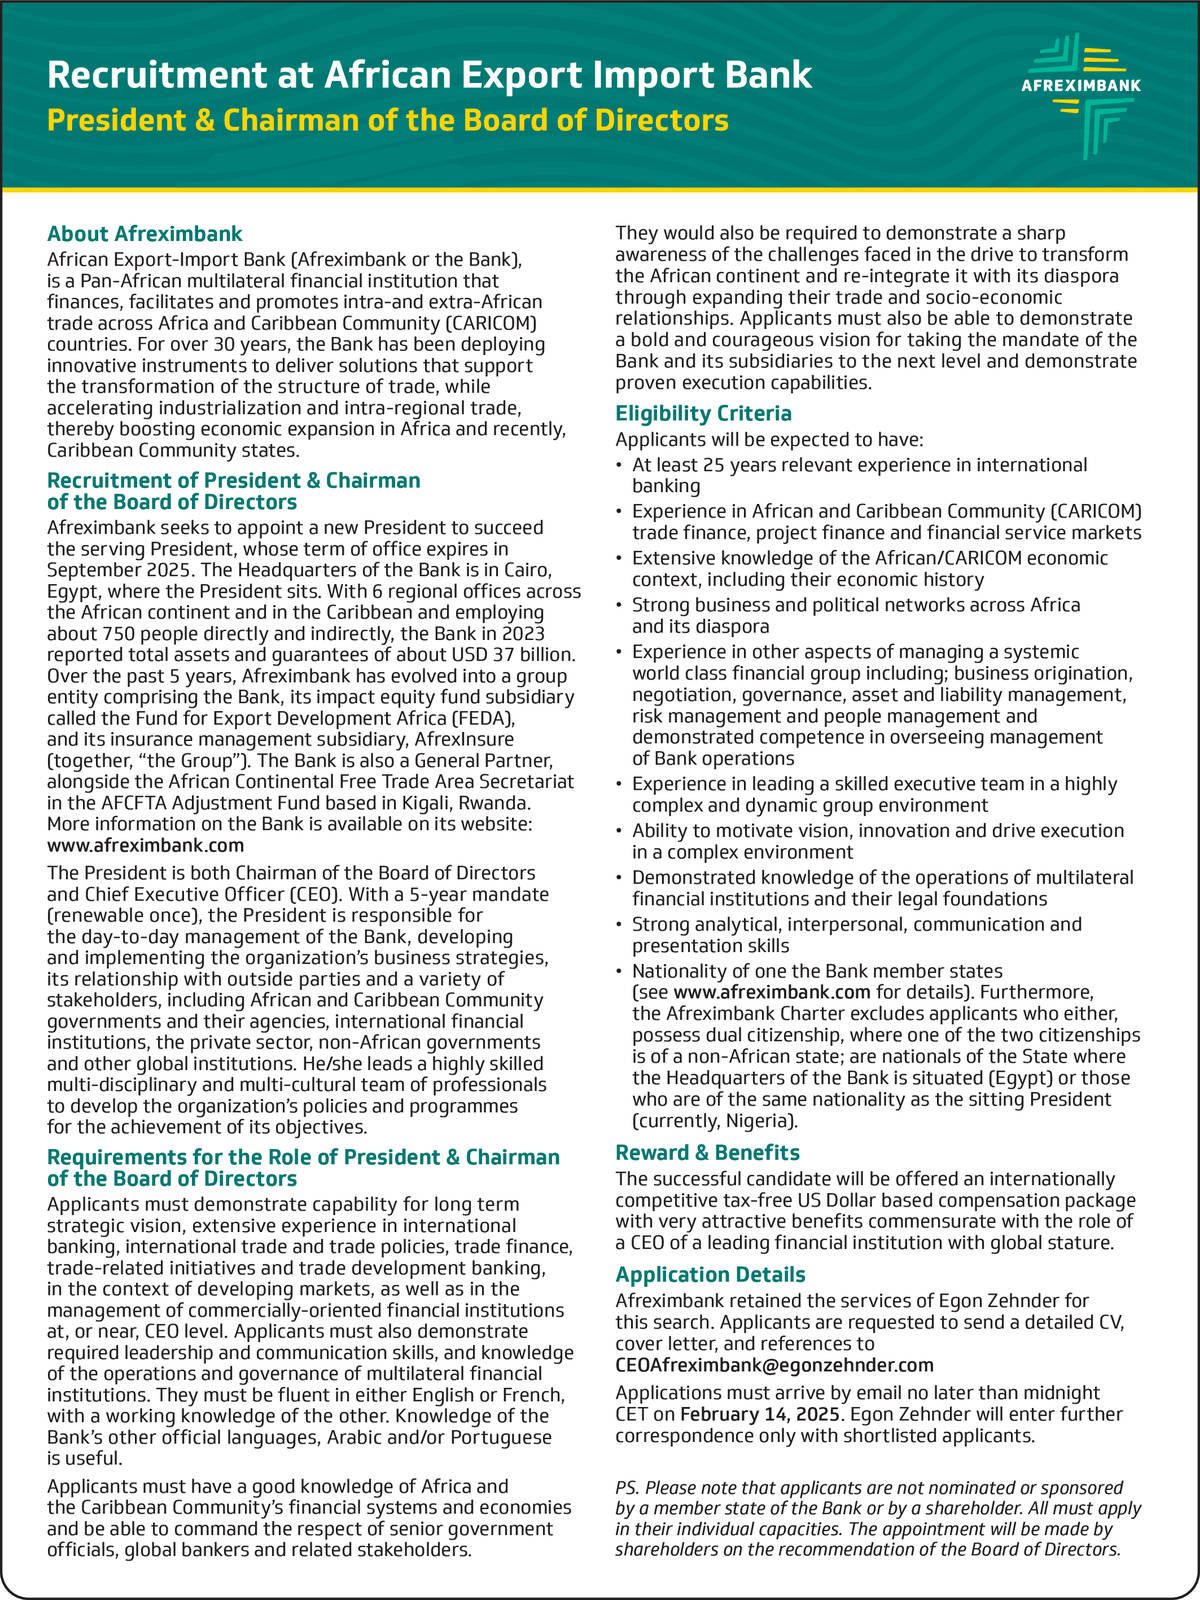 Recruitment at African Export Import Bank
President & Chairman of the Board of Directors
AFREXIMBANK
About Afreximbank
African Export-Import Bank (Afreximbank or the Bank),
is a Pan-African multilateral financial institution that
finances, facilitates and promotes intra-and extra-African
trade across Africa and Caribbean Community (CARICOM)
countries. For over 30 years, the Bank has been deploying
innovative instruments to deliver solutions that support
the transformation of the structure of trade, while
accelerating industrialization and intra-regional trade,
thereby boosting economic expansion in Africa and recently,
Caribbean Community states.
Recruitment of President & Chairman
of the Board of Directors
Afreximbank seeks to appoint a new President to succeed
the serving President, whose term of office expires in
September 2025. The Headquarters of the Bank is in Cairo,
Egypt, where the President sits. With 6 regional offices across
the African continent and in the Caribbean and employing
about 750 people directly and indirectly, the Bank in 2023
reported total assets and guarantees of about USD 37 billion.
Over the past 5 years, Afreximbank has evolved into a group
entity comprising the Bank, its impact equity fund subsidiary
called the Fund for Export Development Africa (FEDA),
and its insurance management subsidiary, AfrexInsure
(together, “the Group”). The Bank is also a General Partner,
alongside the African Continental Free Trade Area Secretariat
in the AFCFTA Adjustment Fund based in Kigali, Rwanda.
More information on the Bank is available on its website:
www.afreximbank.com
The President is both Chairman of the Board of Directors
and Chief Executive Officer (CEO). With a 5-year mandate
(renewable once), the President is responsible for
the day-to-day management of the Bank, developing
and implementing the organization’s business strategies,
its relationship with outside parties and a variety of
stakeholders, including African and Caribbean Community
governments and their agencies, international financial
institutions, the private sector, non-African governments
and other global institutions. He/she leads a highly skilled
multi-disciplinary and multi-cultural team of professionals
to develop the organization’s policies and programmes
for the achievement of its objectives.
Requirements for the Role of President & Chairman
of the Board of Directors
Applicants must demonstrate capability for long term
strategic vision, extensive experience in international
banking, international trade and trade policies, trade finance,
trade-related initiatives and trade development banking,
in the context of developing markets, as well as in the
management of commercially-oriented financial institutions
at, or near, CEO level. Applicants must also demonstrate
required leadership and communication skills, and knowledge
of the operations and governance of multilateral financial
institutions. They must be fluent in either English or French,
with a working knowledge of the other. Knowledge of the
Bank’s other official languages, Arabic and/or Portuguese
is useful.
Applicants must have a good knowledge of Africa and
the Caribbean Community’s financial systems and economies
and be able to command the respect of senior government
officials, global bankers and related stakeholders.
They would also be required to demonstrate a sharp
awareness of the challenges faced in the drive to transform
the African continent and re-integrate it with its diaspora
through expanding their trade and socio-economic
relationships. Applicants must also be able to demonstrate
a bold and courageous vision for taking the mandate of the
Bank and its subsidiaries to the next level and demonstrate
proven execution capabilities.
Eligibility Criteria
Applicants will be expected to have:
• At least 25 years relevant experience in international
banking
• Experience in African and Caribbean Community (CARICOM)
trade finance, project finance and financial service markets
• Extensive knowledge of the African/CARICOM economic
context, including their economic history
• Strong business and political networks across Africa
and its diaspora
• Experience in other aspects of managing a systemic
world class financial group including; business origination,
negotiation, governance, asset and liability management,
risk management and people management and
demonstrated competence in overseeing management
of Bank operations
• Experience in leading a skilled executive team in a highly
complex and dynamic group environment
• Ability to motivate vision, innovation and drive execution
in a complex environment
• Demonstrated knowledge of the operations of multilateral
financial institutions and their legal foundations
• Strong analytical, interpersonal, communication and
presentation skills
• Nationality of one the Bank member states
(see www.afreximbank.com for details). Furthermore,
the Afreximbank Charter excludes applicants who either,
possess dual citizenship, where one of the two citizenships
is of a non-African state; are nationals of the State where
the Headquarters of the Bank is situated (Egypt) or those
who are of the same nationality as the sitting President
(currently, Nigeria).
Reward & Benefits
The successful candidate will be offered an internationally
competitive tax-free US Dollar based compensation package
with very attractive benefits commensurate with the role of
a CEO of a leading financial institution with global stature.
Application Details
Afreximbank retained the services of Egon Zehnder for
this search. Applicants are requested to send a detailed CV,
cover letter, and references to
CEOAfreximbank@egonzehnder.com
Applications must arrive by email no later than midnight
CET on February 14, 2025. Egon Zehnder will enter further
correspondence only with shortlisted applicants.
PS. Please note that applicants are not nominated or sponsored
by a member state of the Bank or by a shareholder. All must apply
in their individual capacities. The appointment will be made by
shareholders on the recommendation of the Board of Directors.